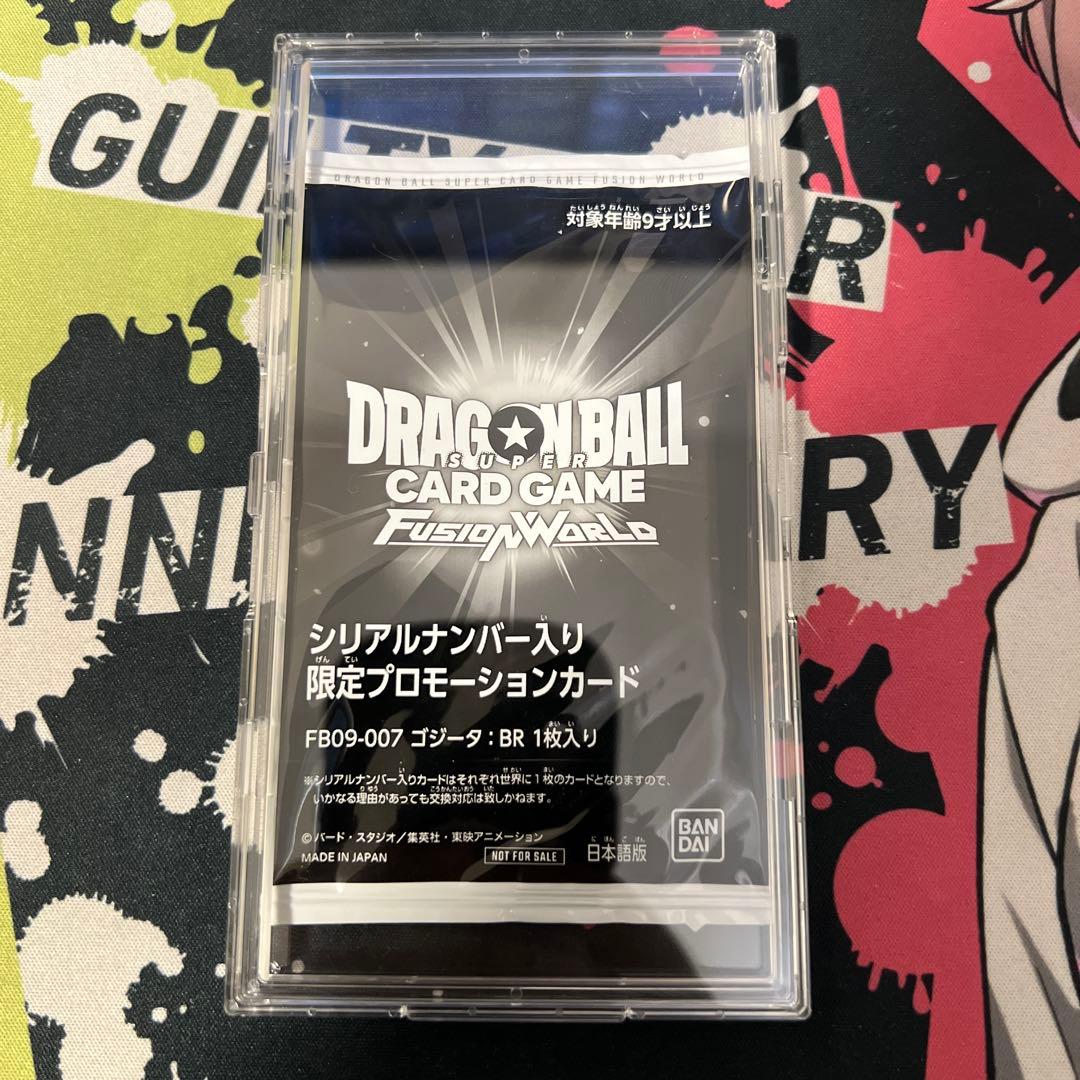 GUILTY
DRAGON BALL SUPER CARD GAME FUSION WORLD
対象年齢9才以上
DRAGON BALL
SUPER
CARD GAME
FUSION WORLD
シリアルナンバー入り
限定プロモーションカード
FB09-007 ゴジータ：BR 1枚入り
※シリアルナンバー入りカードはそれぞれ世界に1枚のカードとなりますので、
いかなる理由があっても交換対応は致しかねます。
©バード・スタジオ／集英社・東映アニメーション
MADE IN JAPAN
NOT FOR SALE
日本語版
BAN
DAI